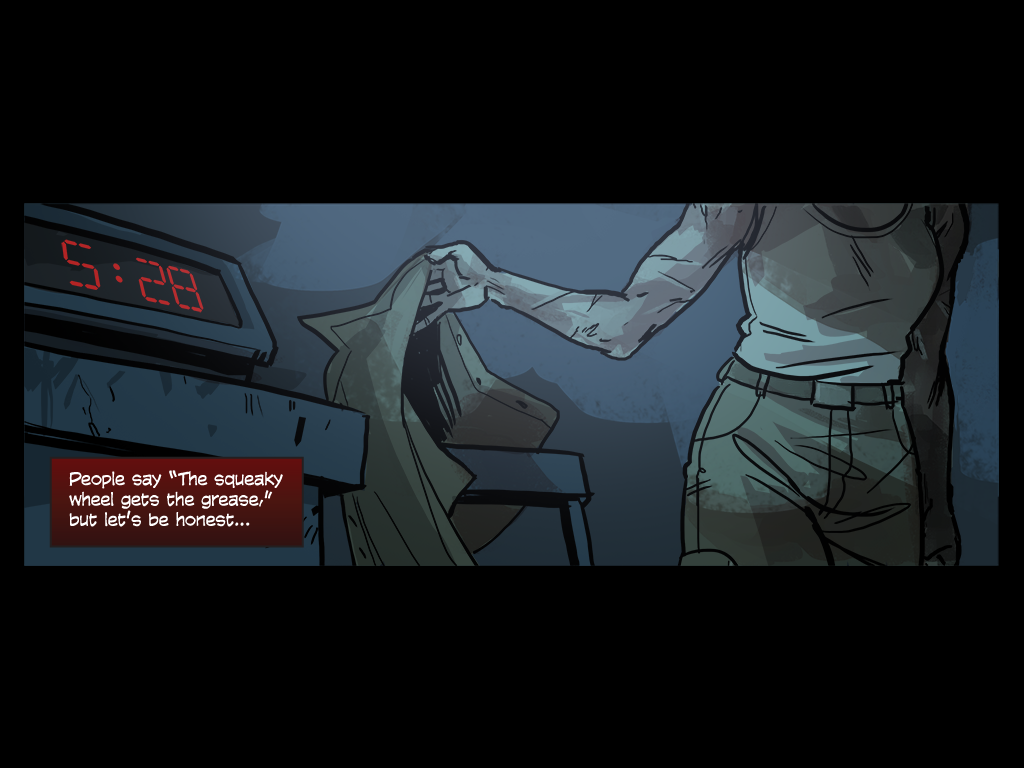 5:28
People say “The squeaky
wheel gets the grease,”
but let's be honest...